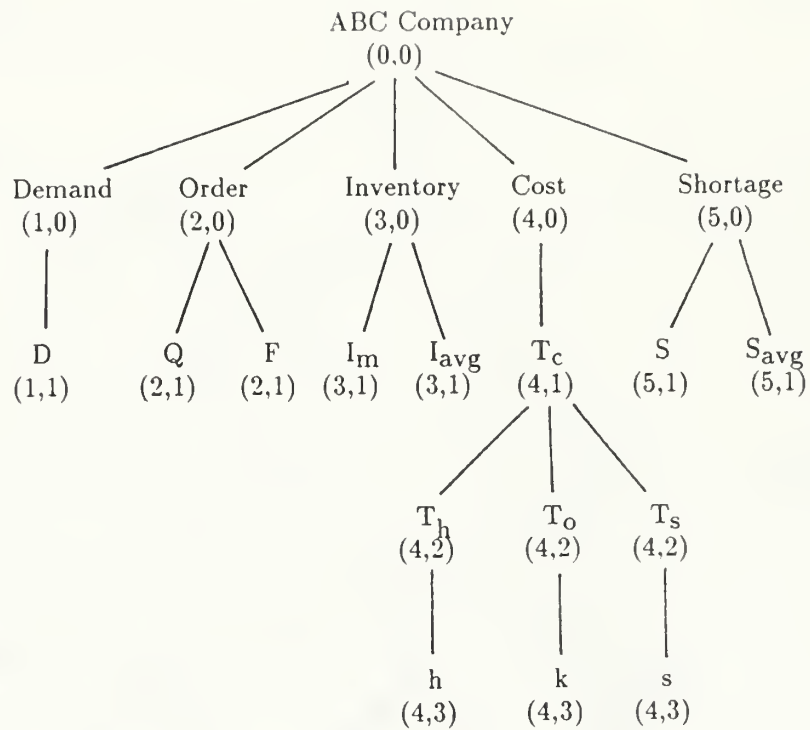 ABC Company
(0,0)
Demand Order Inventory Cost Shortage
(1,0) (2,0) (3,0) (4,0) (5,0)
D Q F Im Iavg Tc S Savg
(1,1) (2,1) (2,1) (3,1) (3,1) (4,1) (5,1) (5,1)
Th To Ts
(4,2) (4,2) (4,2)
h k s
(4,3) (4,3) (4,3)